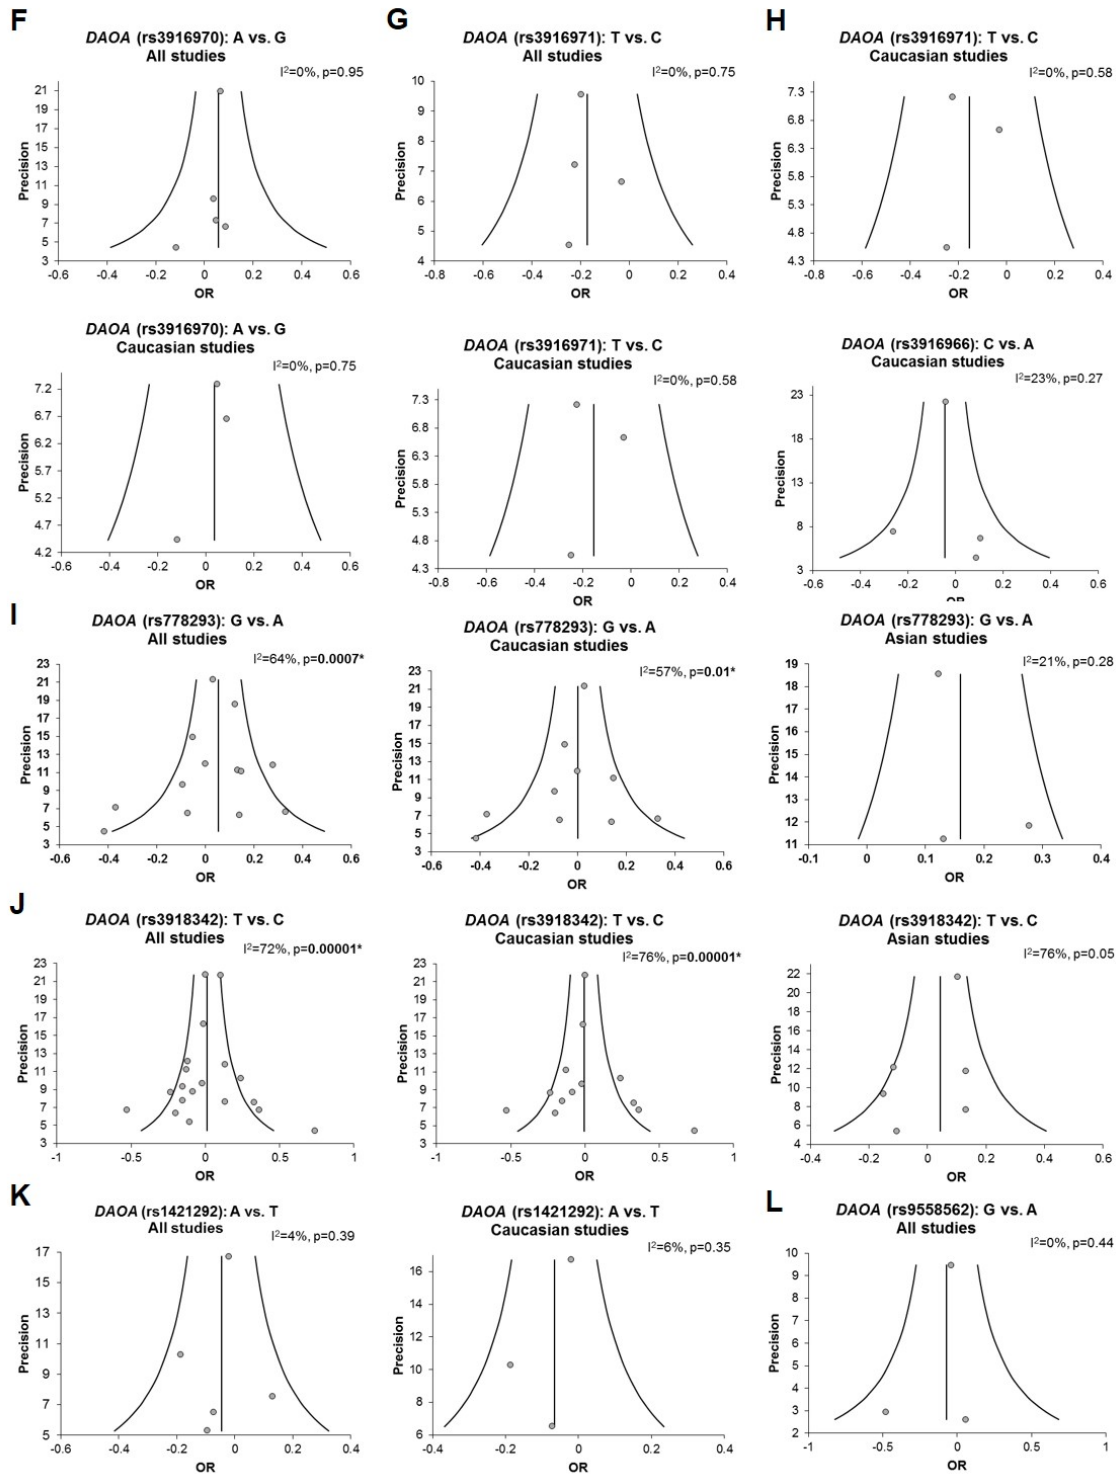 F
DAOA (rs3916970): A vs. G
All studies
I²=0%, p=0.95
Precision
21
19
17
15
13
11
9
7
5
3
-0.6 -0.4 -0.2 0 0.2 0.4 0.6
OR
G
DAOA (rs3916971): T vs. C
All studies
I²=0%, p=0.75
Precision
10
9
8
7
6
5
4
-0.8 -0.6 -0.4 -0.2 0 0.2 0.4
OR
H
DAOA (rs3916971): T vs. C
Caucasian studies
I²=0%, p=0.58
Precision
7.3
6.8
6.3
5.8
5.3
4.8
4.3
-0.8 -0.6 -0.4 -0.2 0 0.2 0.4
OR
DAOA (rs3916970): A vs. G
Caucasian studies
I²=0%, p=0.75
Precision
7.2
6.7
6.2
5.7
5.2
4.7
4.2
-0.6 -0.4 -0.2 0 0.2 0.4 0.6
OR
DAOA (rs3916971): T vs. C
Caucasian studies
I²=0%, p=0.58
Precision
7.3
6.8
6.3
5.8
5.3
4.8
4.3
-0.8 -0.6 -0.4 -0.2 0 0.2 0.4
OR
DAOA (rs3916966): C vs. A
Caucasian studies
I²=23%, p=0.27
Precision
23
18
13
8
3
-0.6 -0.4 -0.2 0 0.2 0.4 0.6
OR
I
DAOA (rs778293): G vs. A
All studies
I²=64%, p=0.0007*
Precision
23
21
19
17
15
13
11
9
7
5
3
-0.6 -0.4 -0.2 0 0.2 0.4 0.6
OR
DAOA (rs778293): G vs. A
Caucasian studies
I²=57%, p=0.01*
Precision
23
21
19
17
15
13
11
9
7
5
3
-0.6 -0.4 -0.2 0 0.2 0.4 0.6
OR
DAOA (rs778293): G vs. A
Asian studies
I²=21%, p=0.28
Precision
19
18
17
16
15
14
13
12
11
-0.1 0 0.1 0.2 0.3 0.4
OR
J
DAOA (rs3918342): T vs. C
All studies
I²=72%, p=0.00001*
Precision
23
21
19
17
15
13
11
9
7
5
3
-1 -0.5 0 0.5 1
OR
DAOA (rs3918342): T vs. C
Caucasian studies
I²=76%, p=0.00001*
Precision
23
21
19
17
15
13
11
9
7
5
3
-1 -0.5 0 0.5 1
OR
DAOA (rs3918342): T vs. C
Asian studies
I²=76%, p=0.05
Precision
22
20
18
16
14
12
10
8
6
4
-0.4 -0.2 0 0.2 0.4 0.6
OR
K
DAOA (rs1421292): A vs. T
All studies
I²=4%, p=0.39
Precision
17
15
13
11
9
7
5
-0.6 -0.4 -0.2 0 0.2 0.4
OR
DAOA (rs1421292): A vs. T
Caucasian studies
I²=6%, p=0.35
Precision
16
14
12
10
8
6
-0.4 -0.2 0 0.2 0.4
OR
L
DAOA (rs9558562): G vs. A
All studies
I²=0%, p=0.44
Precision
10
9
8
7
6
5
4
3
2
-1 -0.5 0 0.5 1
OR